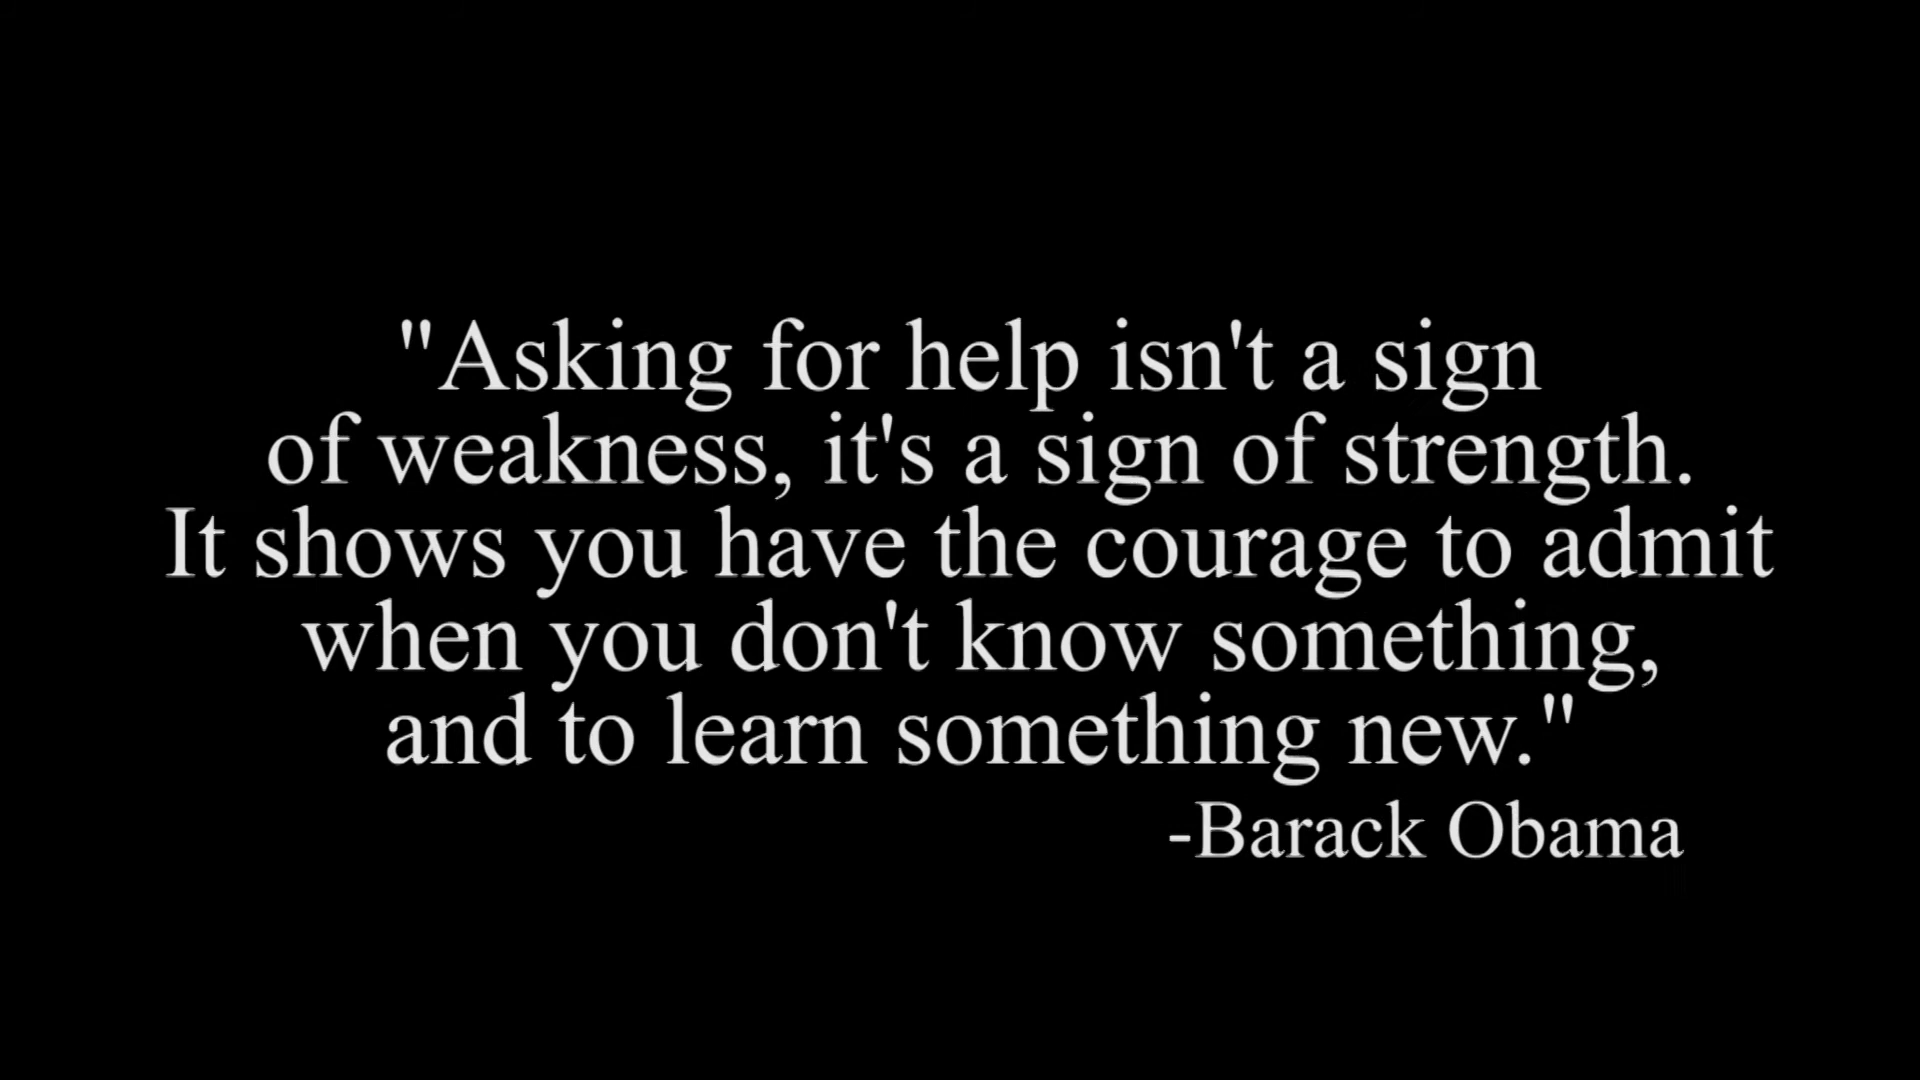 "Asking for help isn't a sign
of weakness, it's a sign of strength.
It shows you have the courage to admit
when you don't know something,
and to learn something new."
-Barack Obama